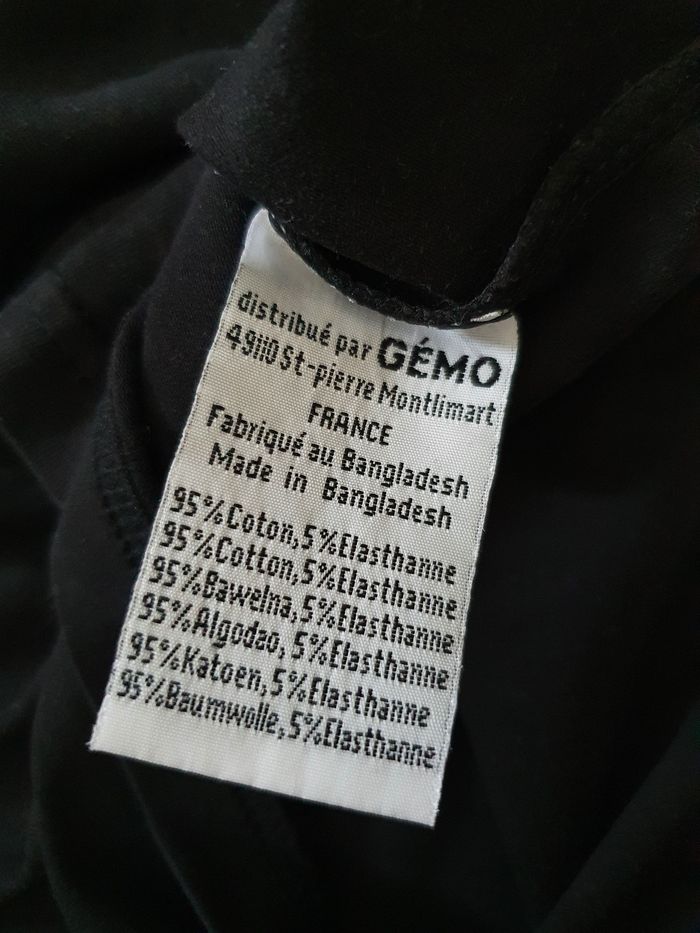 distribué par GÉMO
49110 St-pierre Montlimart
FRANCE
Fabriqué au Bangladesh
Made in Bangladesh
95%Coton,5%Elasthanne
95%Cotton,5%Elasthanne
95%Bawelna,5%Elasthanne
95%Algodao,5%Elasthanne
95%Katoen,5%Elasthanne
95%Baumwolle,5%Elasthanne